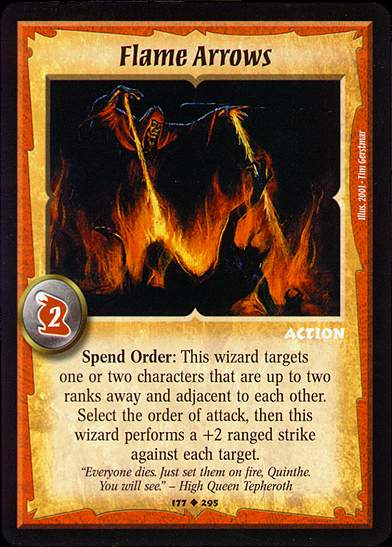 Flame Arrows
Illus. 2001 - Tim Gerstmar
2
ACTION
Spend Order: This wizard targets
one or two characters that are up to two
ranks away and adjacent to each other.
Select the order of attack, then this
wizard performs a +2 ranged strike
against each target.
"Everyone dies. Just set them on fire, Quinthe.
You will see." – High Queen Tepheroth
177 ◆ 295